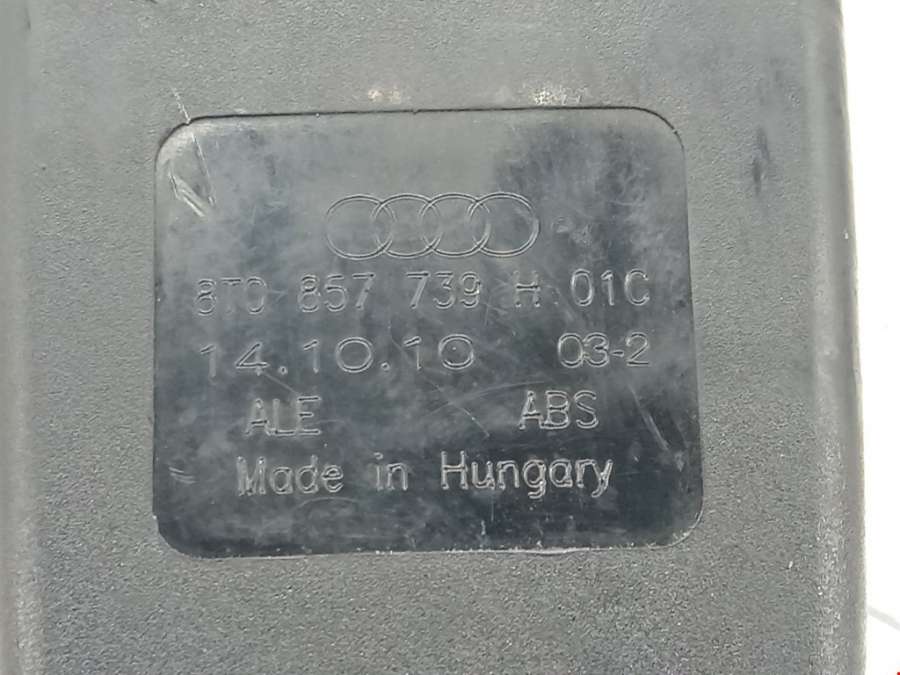 8T0 857 739 H 01C
14.10.10 03-2
ALE ABS
Made in Hungary